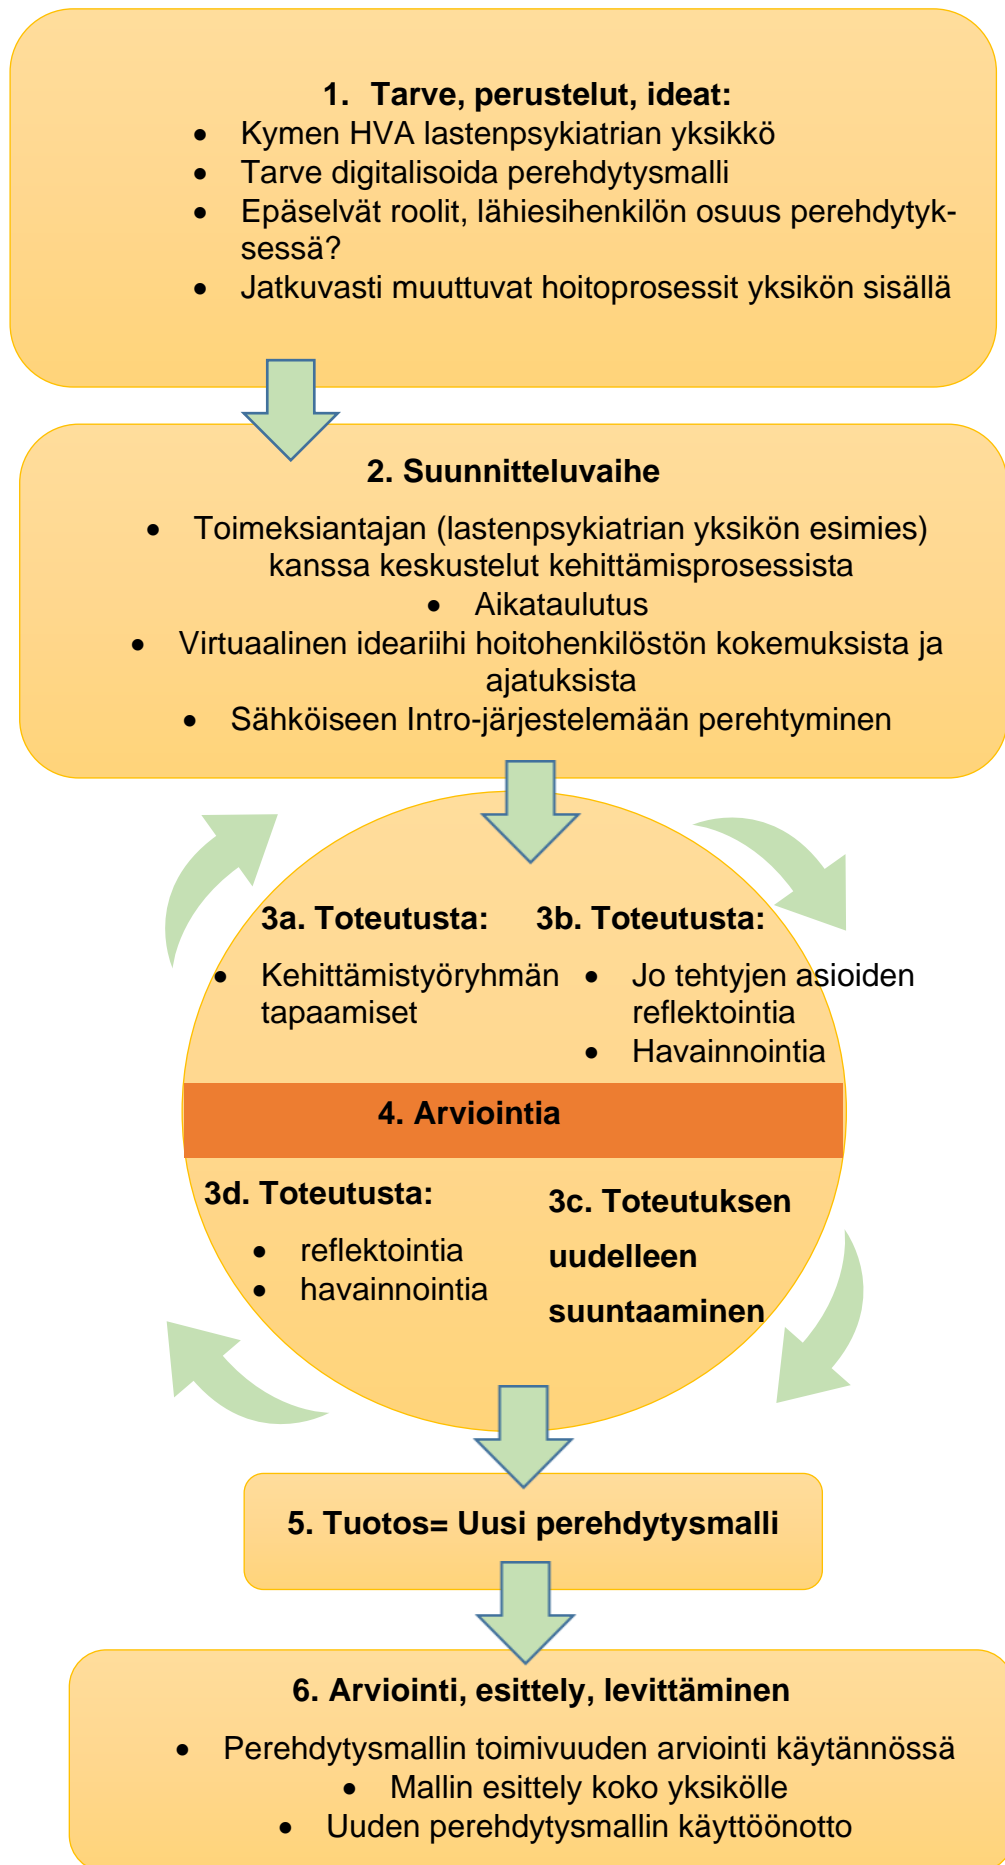 1. Tarve, perustelut, ideat:
• Kymen HVA lastenpsykiatrian yksikkö
• Tarve digitalisoida perehdytysmalli
• Epäselvät roolit, lähiesihenkilön osuus perehdytyk-
sessä?
• Jatkuvasti muuttuvat hoitoprosessit yksikön sisällä
2. Suunnitteluvaihe
• Toimeksiantajan (lastenpsykiatrian yksikön esimies)
kanssa keskustelut kehittämisprosessista
• Aikataulutus
• Virtuaalinen ideariihi hoitohenkilöstön kokemuksista ja
ajatuksista
• Sähköiseen Intro-järjestelemään perehtyminen
3a. Toteutusta:
• Kehittämistyöryhmän
tapaamiset
3b. Toteutusta:
• Jo tehtyjen asioiden
reflektointia
• Havainnointia
4. Arviointia
3d. Toteutusta:
• reflektointia
• havainnointia
3c. Toteutuksen
uudelleen
suuntaaminen
5. Tuotos= Uusi perehdytysmalli
6. Arviointi, esittely, levittäminen
• Perehdytysmallin toimivuuden arviointi käytännössä
• Mallin esittely koko yksikölle
• Uuden perehdytysmallin käyttöönotto